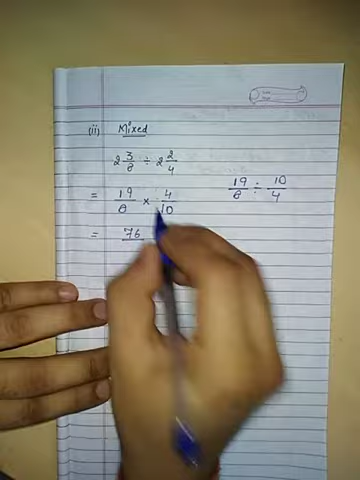 (ii) Mixed
2 3/8 ÷ 2 2/4
= 19/8 × 4/10 19/8 ÷ 10/4
= 76